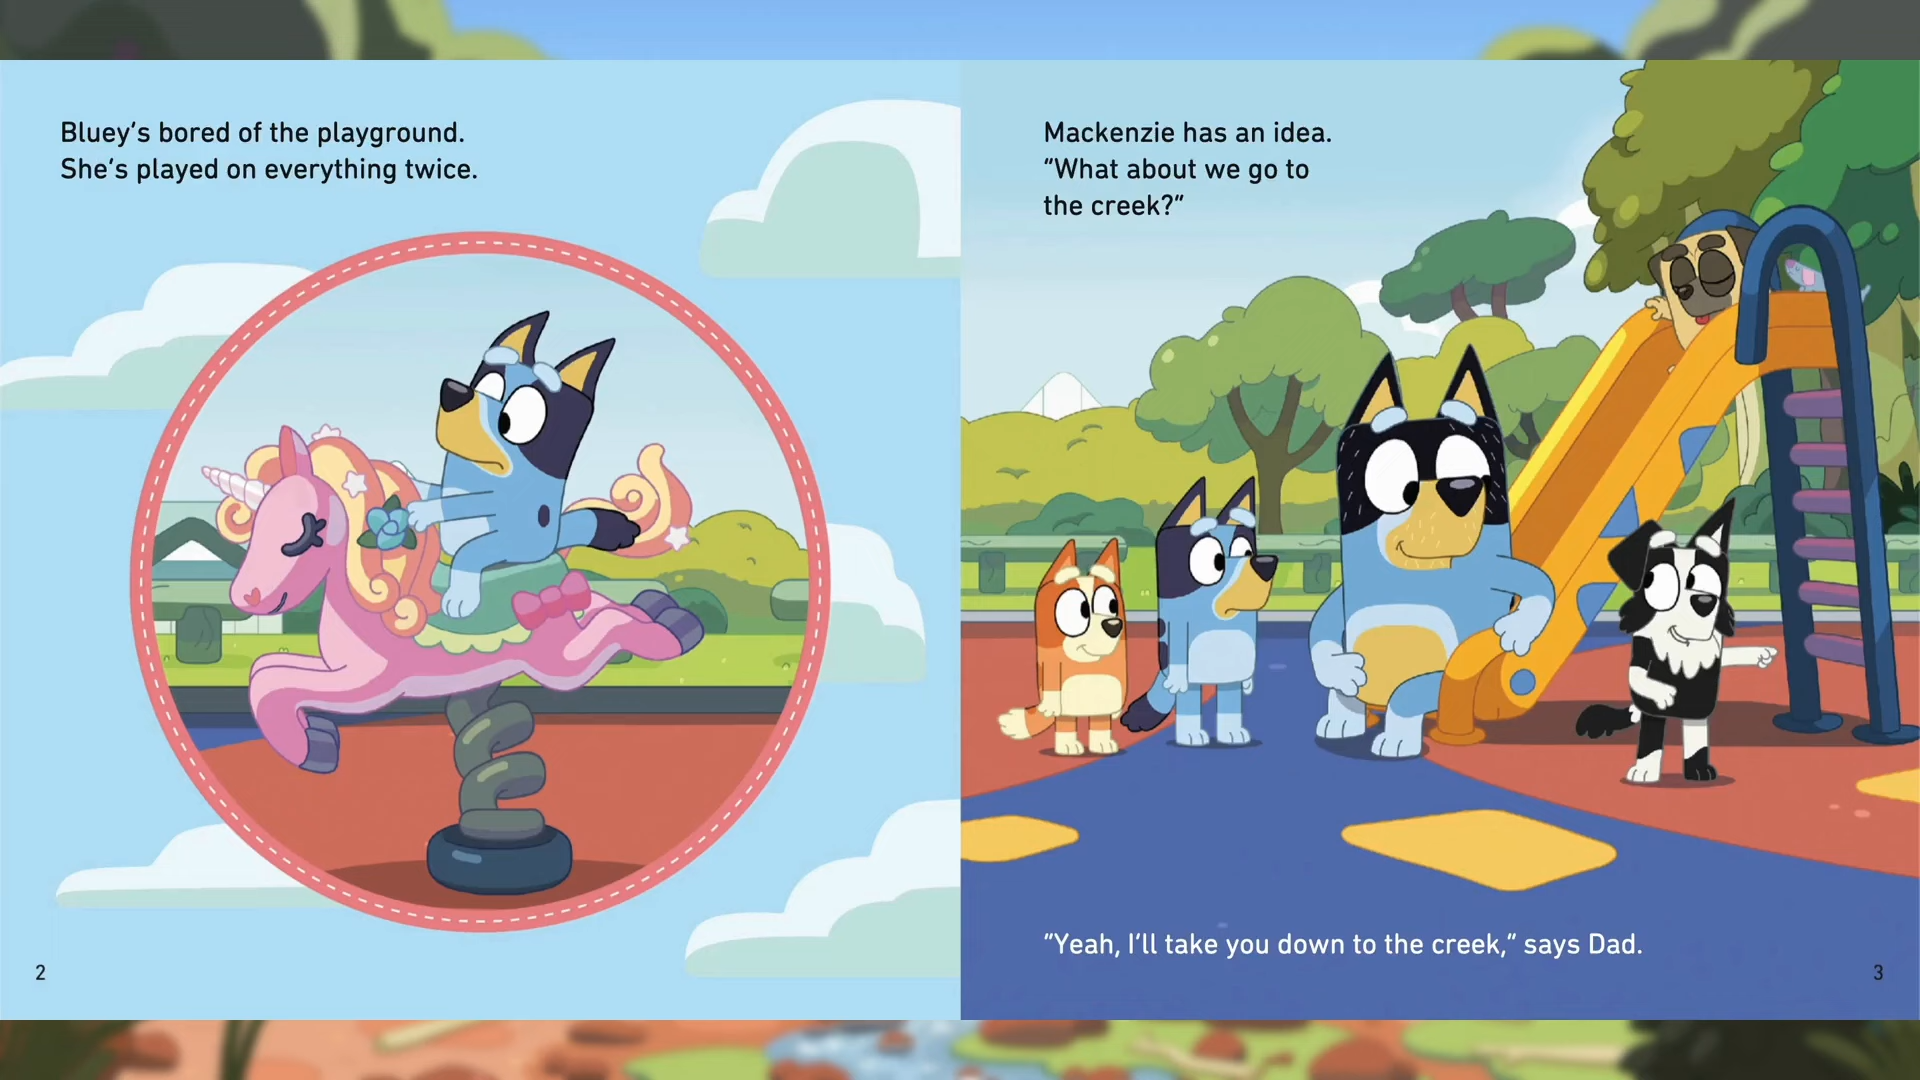 Bluey’s bored of the playground.
She’s played on everything twice.
2
Mackenzie has an idea.
“What about we go to
the creek?”
“Yeah, I’ll take you down to the creek,” says Dad.
3